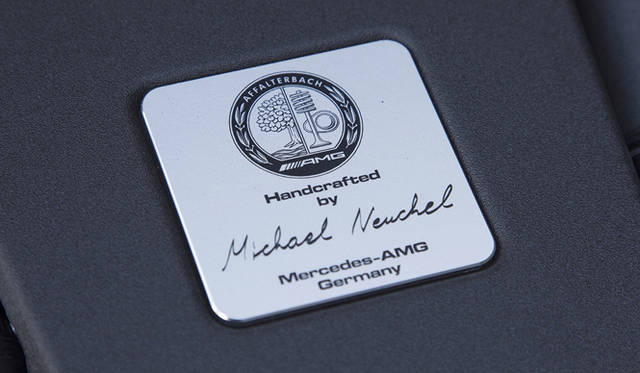 AFFALTERBACH
AMG
Handcrafted
by
Michael Neuchel
Mercedes-AMG
Germany